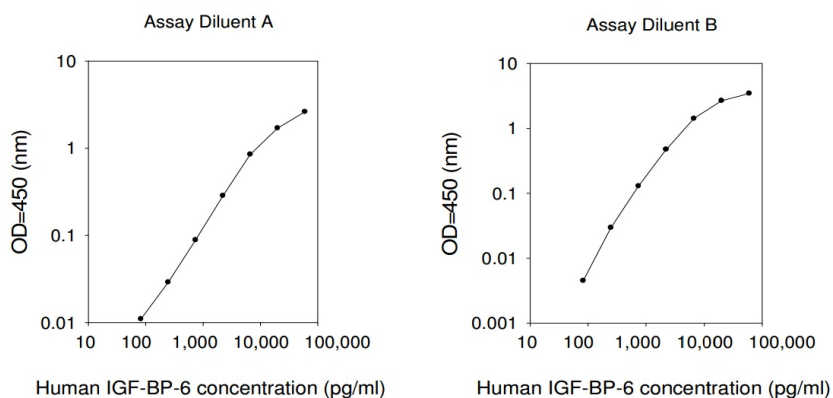 Assay Diluent A
10
1
0.1
0.01
10 100 1,000 10,000 100,000
OD=450 (nm)
Human IGF-BP-6 concentration (pg/ml)
Assay Diluent B
10
1
0.1
0.01
0.001
10 100 1,000 10,000 100,000
OD=450 (nm)
Human IGF-BP-6 concentration (pg/ml)